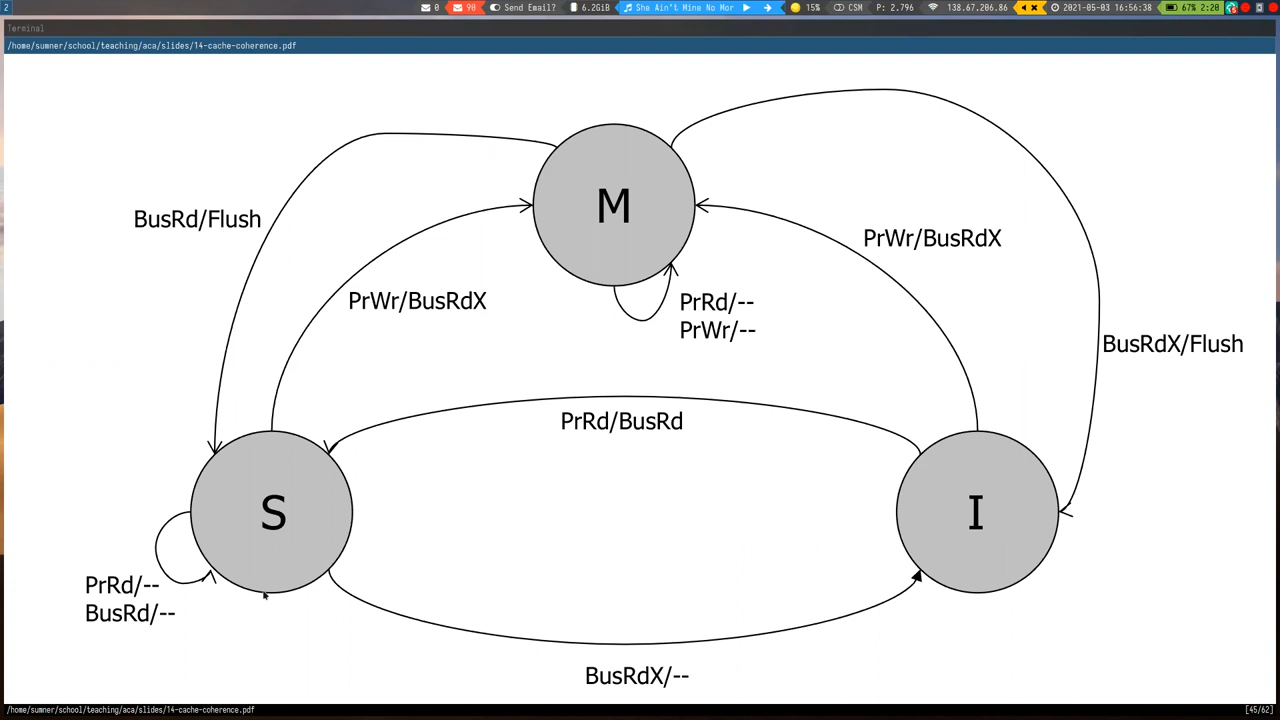 2 0 90 Send Email? 6.2GiB She Ain't Mine No Mor 15% CSM P: 2.796 138.67.206.86 2021-05-03 16:56:38 67% 2:20
Terminal
/home/sumner/school/teaching/aca/slides/14-cache-coherence.pdf
M
BusRd/Flush
PrWr/BusRdX
PrWr/BusRdX
PrRd/--
PrWr/--
BusRdX/Flush
PrRd/BusRd
S
I
PrRd/--
BusRd/--
BusRdX/--
/home/sumner/school/teaching/aca/slides/14-cache-coherence.pdf [45/62]